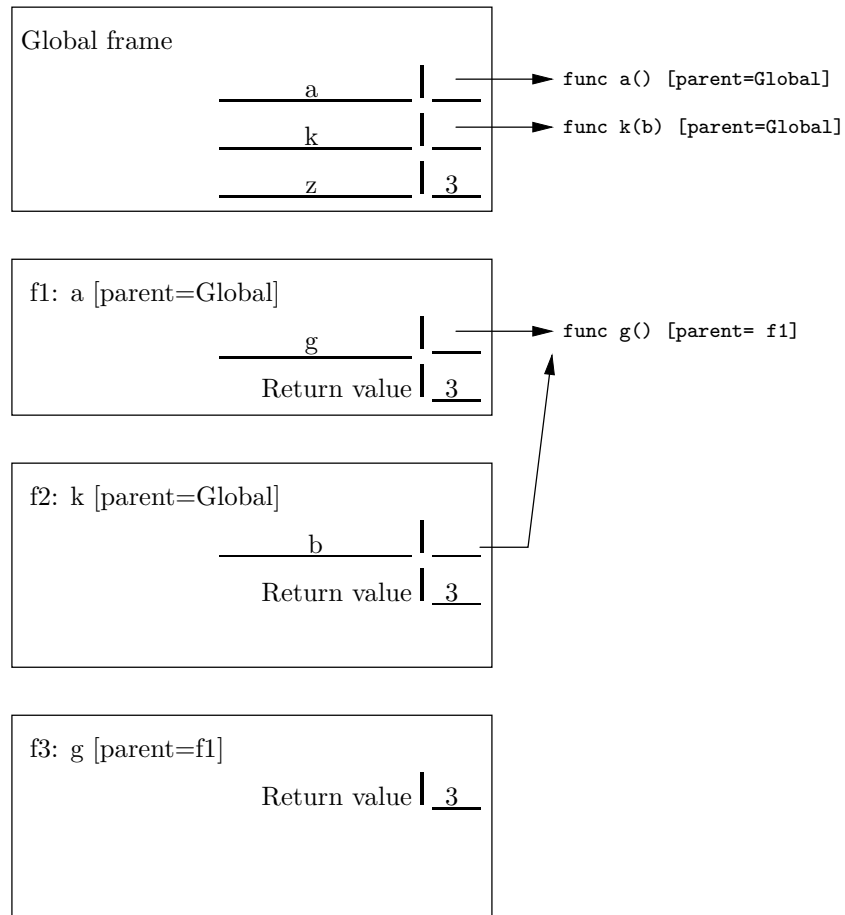 Global frame
a func a() [parent=Global]
k func k(b) [parent=Global]
z 3
f1: a [parent=Global]
g func g() [parent= f1]
Return value 3
f2: k [parent=Global]
b
Return value 3
f3: g [parent=f1]
Return value 3